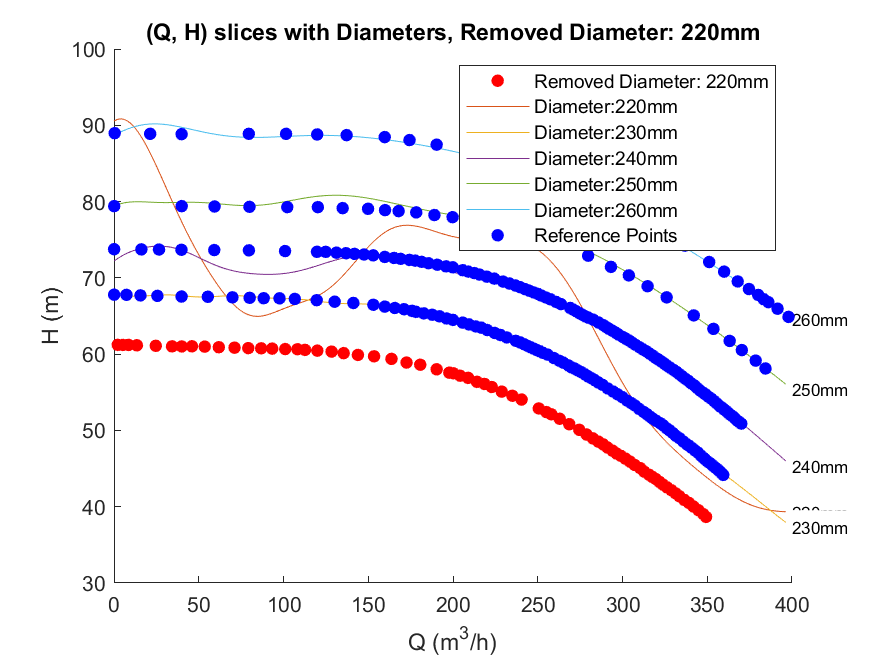 (Q, H) slices with Diameters, Removed Diameter: 220mm
100
90
80
70
60
50
40
30
H (m)
Removed Diameter: 220mm
Diameter:220mm
Diameter:230mm
Diameter:240mm
Diameter:250mm
Diameter:260mm
Reference Points
260mm
250mm
240mm
230mm
0
50
100
150
200
250
300
350
400
Q (m³/h)